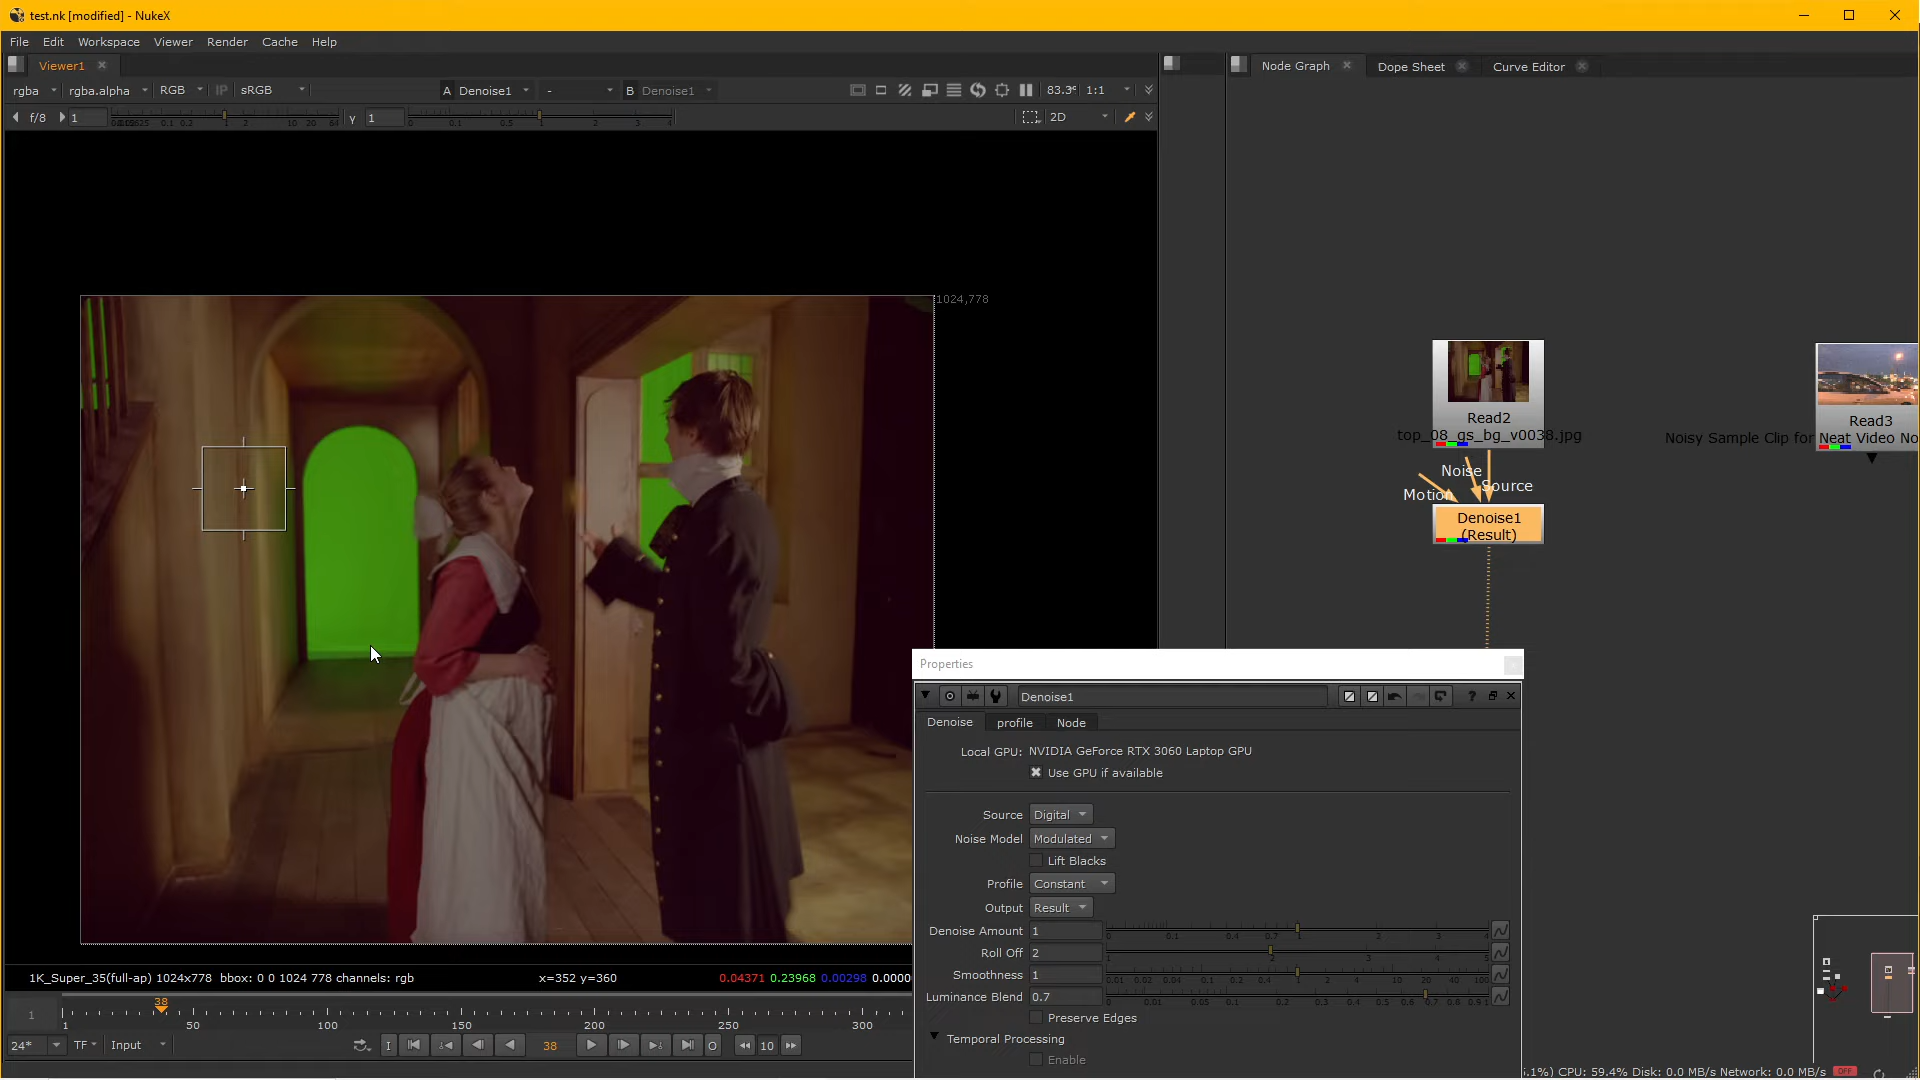 test.nk [modified] - NukeX
File Edit Workspace Viewer Render Cache Help
Viewer1
rgba rgba.alpha RGB IP sRGB A Denoise1 - B Denoise1 1:1
f/8 1 y 1 2D
1024,778
1K_Super_35(full-ap) 1024x778 bbox: 0 0 1024 778 channels: rgb x=352 y=360 0.04371 0.23968 0.00298 0.0000
38
1
1 50 100 150 200 250 300
24* TF Input I 38 O 10
Node Graph Dope Sheet Curve Editor
Read2
top_08_gs_bg_v0038.jpg
Read3
Noisy Sample Clip for Neat Video No
Noise
Source
Motion
Denoise1
(Result)
Properties
Denoise1
Denoise profile Node
Local GPU: NVIDIA GeForce RTX 3060 Laptop GPU
Use GPU if available
Source Digital
Noise Model Modulated
Lift Blacks
Profile Constant
Output Result
Denoise Amount 1
Roll Off 2
Smoothness 1
Luminance Blend 0.7
Preserve Edges
Temporal Processing
Enable
CPU: 59.4% Disk: 0.0 MB/s Network: 0.0 MB/s OFF